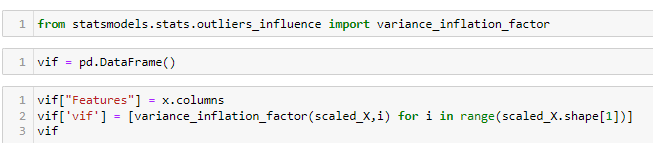 1 from statsmodels.stats.outliers_influence import variance_inflation_factor
1 vif = pd.DataFrame()
1 vif["Features"] = x.columns
2 vif['vif'] = [variance_inflation_factor(scaled_X,i) for i in range(scaled_X.shape[1])]
3 vif